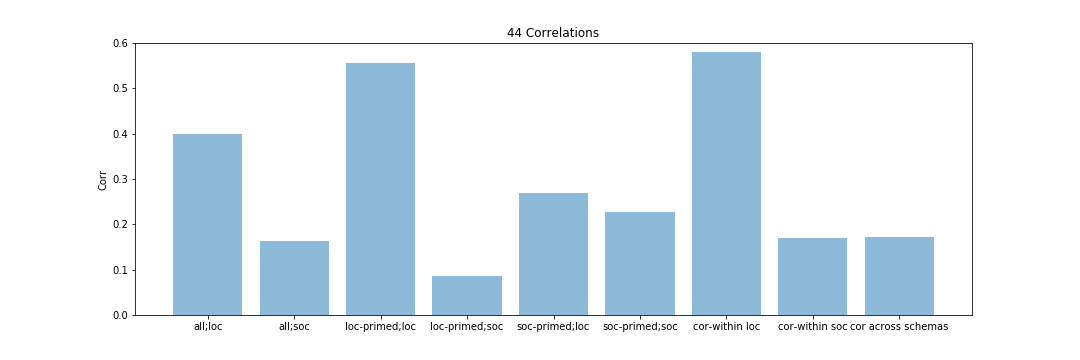 44 Correlations
Corr
0.6
0.5
0.4
0.3
0.2
0.1
0.0
all;loc
all;soc
loc-primed;loc
loc-primed;soc
soc-primed;loc
soc-primed;soc
cor-within loc
cor-within soc
cor across schemas